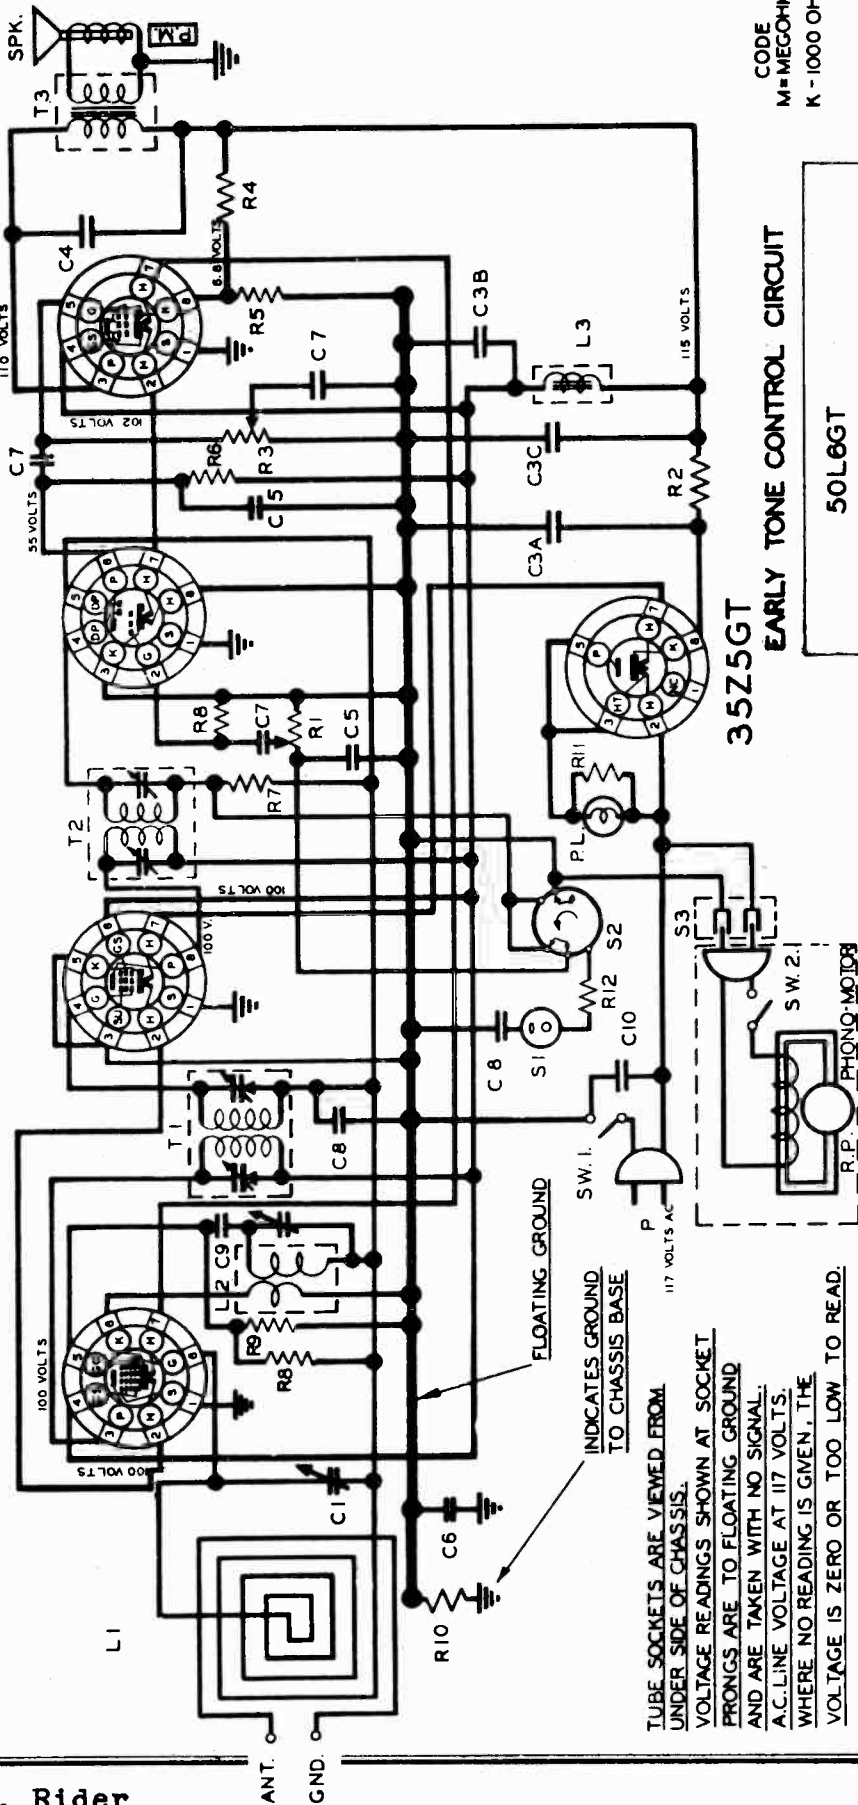 SPK.
P.M.
T3
CODE
M=MEGOH
K-1000 OH
110 VOLTS
C4
6.8 VOLTS
R4
R5
C7
C3B
L3
115 VOLTS
102 VOLTS
C7
R6
R3
C5
C3C
R2
C3A
55 VOLTS
EARLY TONE CONTROL CIRCUIT
50L6GT
35Z5GT
R8
C7
R1
C5
T2
R7
R11
P.L.
100 VOLTS
100 V.
S2
S3
R12
C8
S1
C10
SW.2.
SW.1.
T1
C8
P
117 VOLTS AC
R.P. PHONO-MOTOR
C9
L2
R9
R8
100 VOLTS
100 VOLTS
C1
FLOATING GROUND
INDICATES GROUND
TO CHASSIS BASE
C6
R10
L1
ANT.
GND.
TUBE SOCKETS ARE VIEWED FROM
UNDER SIDE OF CHASSIS.
VOLTAGE READINGS SHOWN AT SOCKET
PRONGS ARE TO FLOATING GROUND
AND ARE TAKEN WITH NO SIGNAL.
A.C. LINE VOLTAGE AT 117 VOLTS.
WHERE NO READING IS GIVEN, THE
VOLTAGE IS ZERO OR TOO LOW TO READ.
Rider